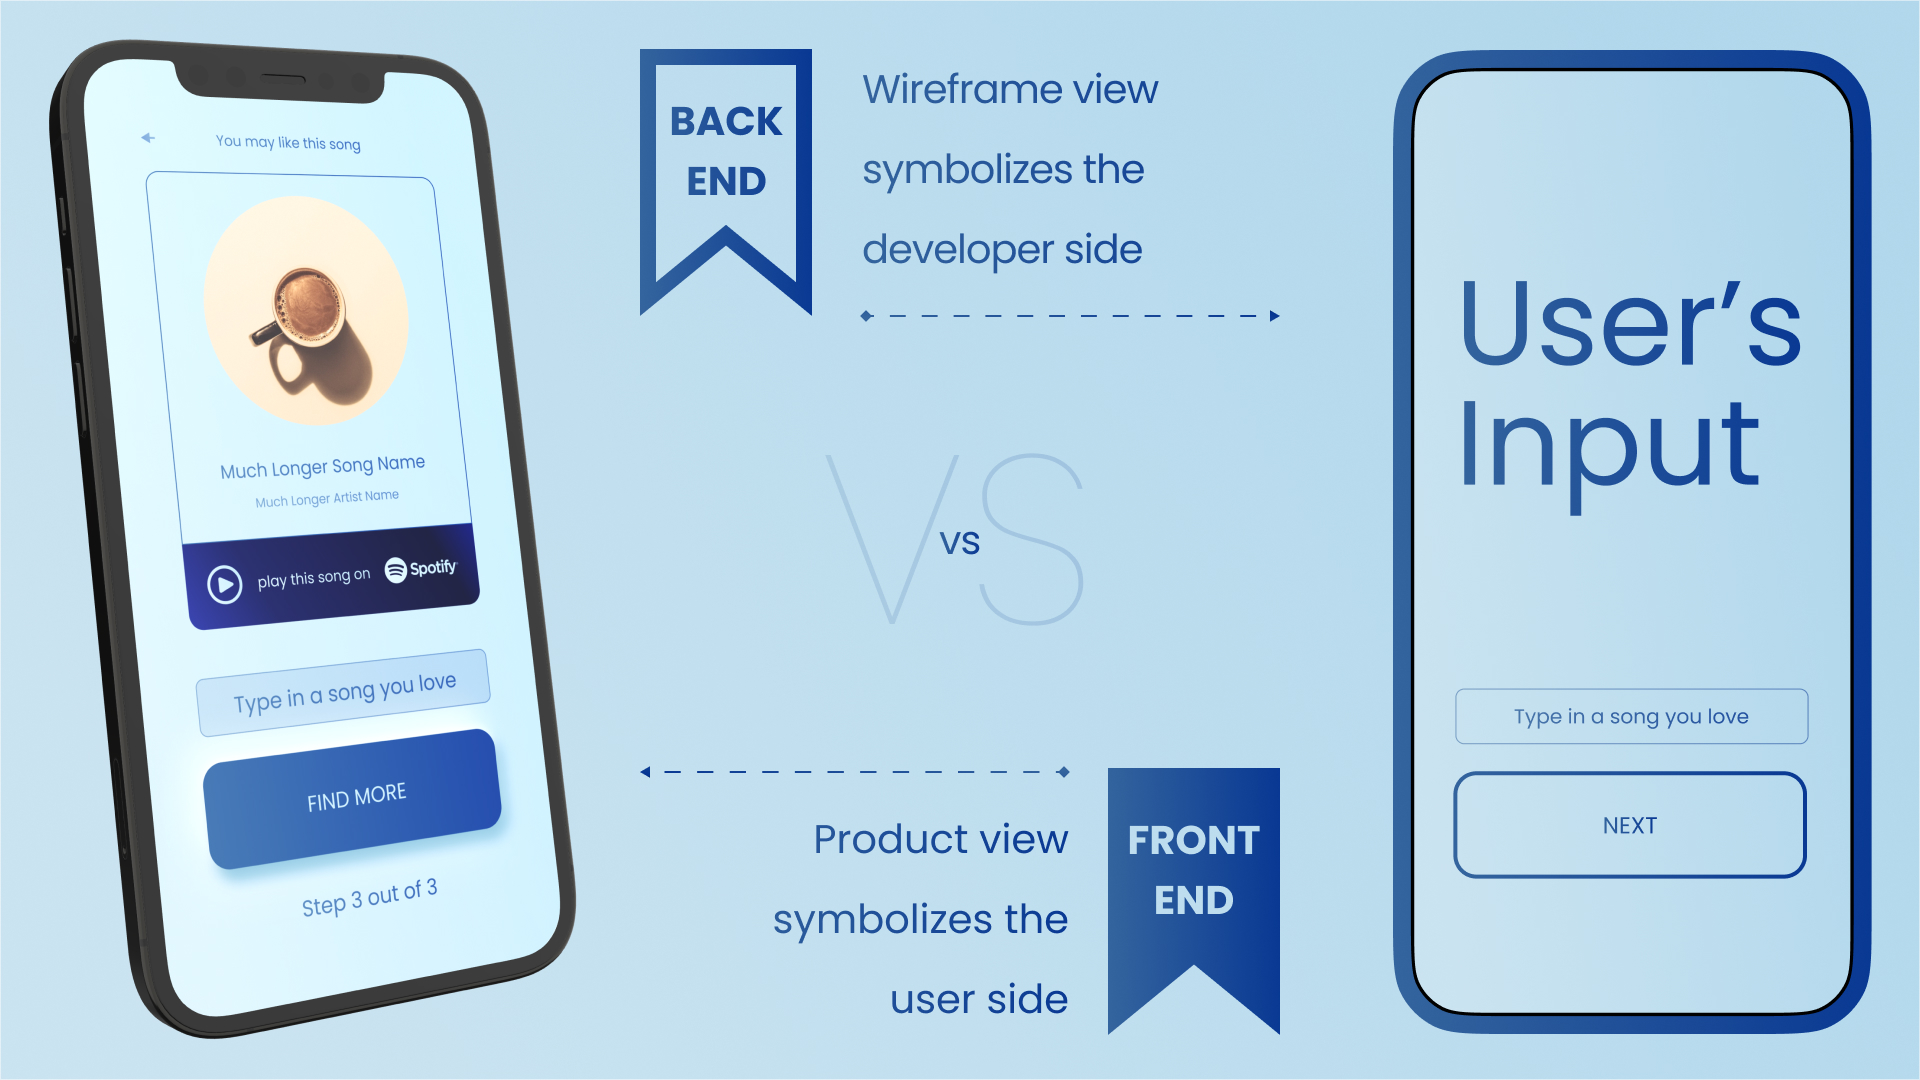 You may like this song
Much Longer Song Name
Much Longer Artist Name
play this song on Spotify
Type in a song you love
FIND MORE
Step 3 out of 3
BACK
END
Wireframe view
symbolizes the
developer side
VS
vs
Product view
symbolizes the
user side
FRONT
END
User’s
Input
Type in a song you love
NEXT